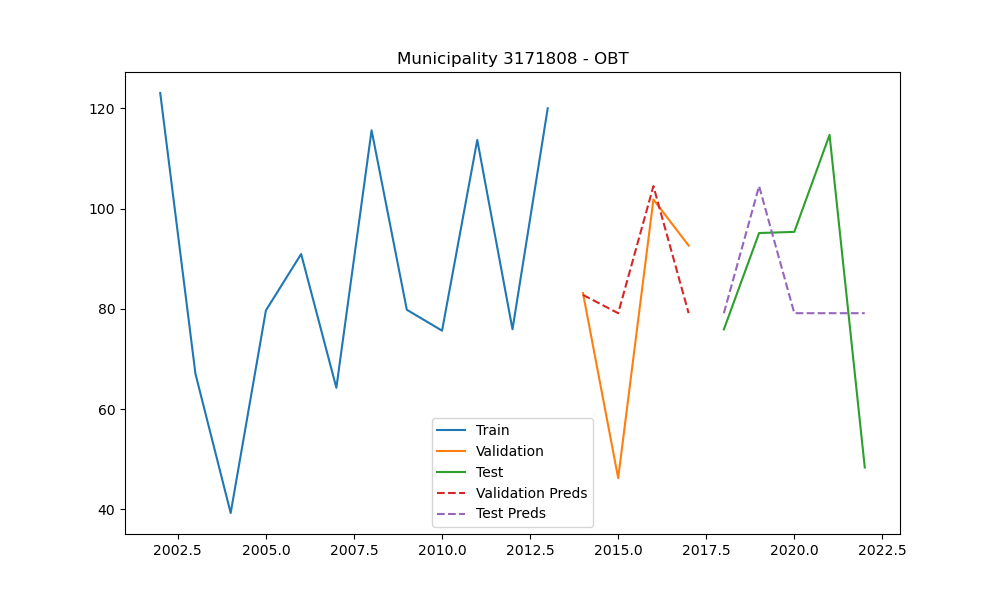 Municipality 3171808 - OBT
120
100
80
60
40
Train
Validation
Test
Validation Preds
Test Preds
2002.5 2005.0 2007.5 2010.0 2012.5 2015.0 2017.5 2020.0 2022.5